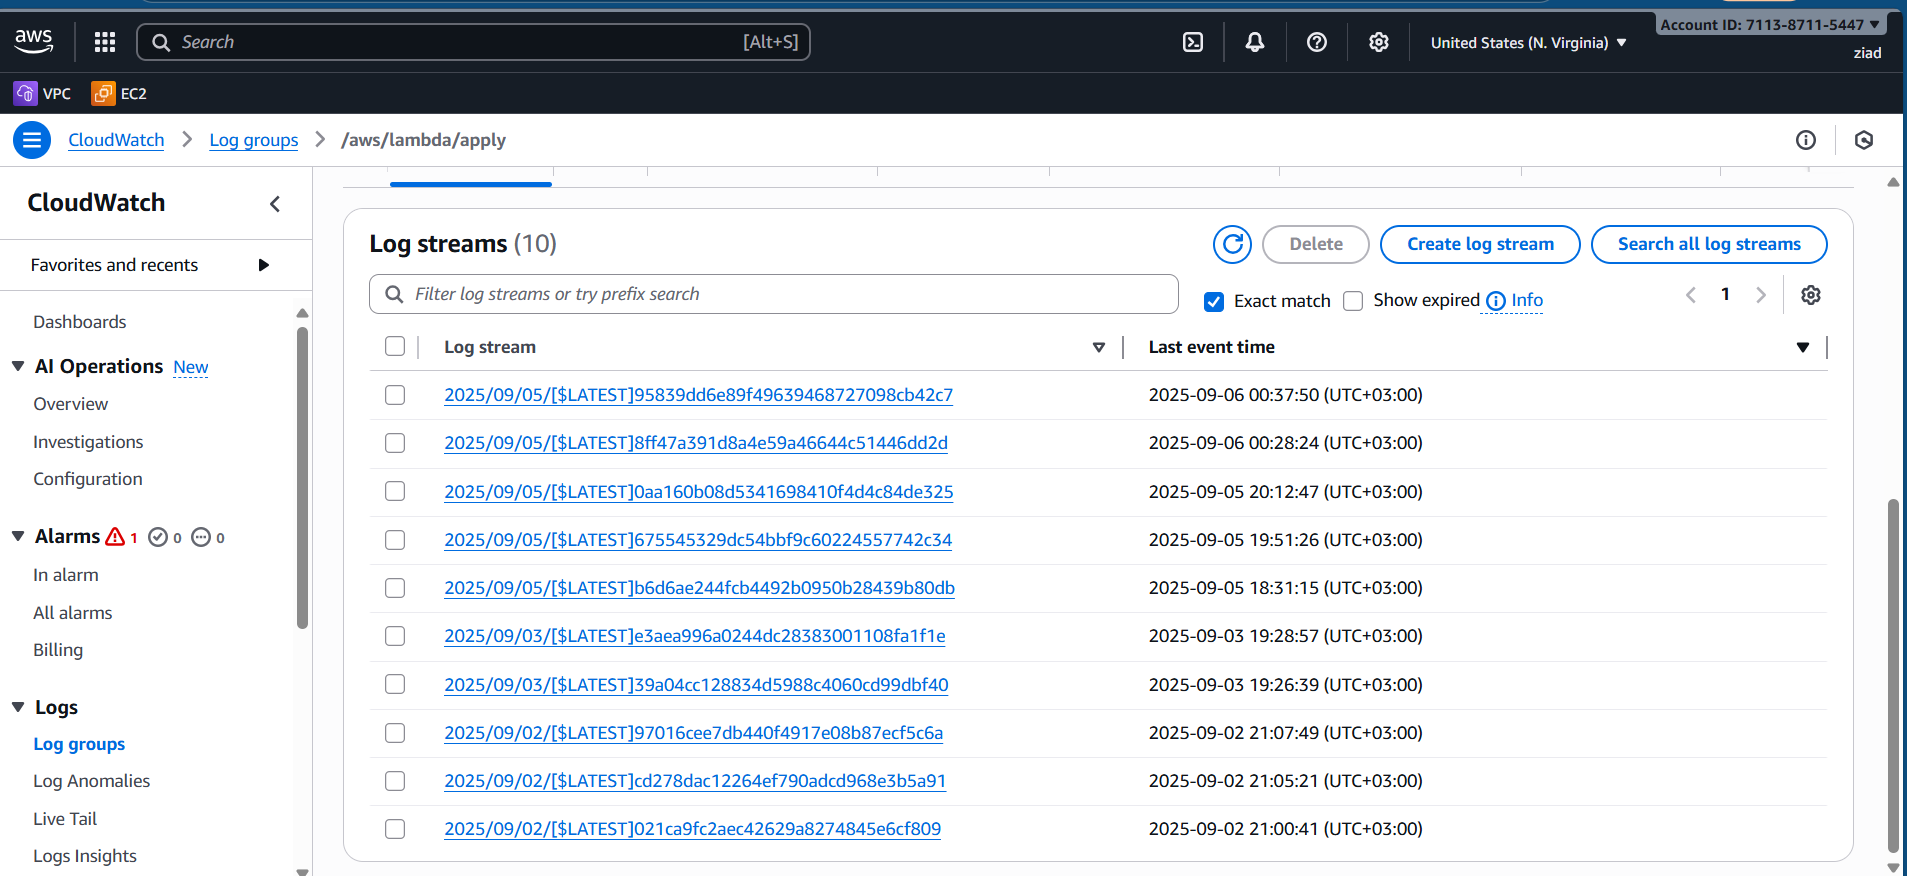 aws
Search
[Alt+S]
United States (N. Virginia)
Account ID: 7113-8711-5447
ziad
VPC
EC2
CloudWatch
Log groups
/aws/lambda/apply
CloudWatch
Favorites and recents
Dashboards
AI Operations New
Overview
Investigations
Configuration
Alarms 1 0 0
In alarm
All alarms
Billing
Logs
Log groups
Log Anomalies
Live Tail
Logs Insights
Log streams (10)
Delete
Create log stream
Search all log streams
Filter log streams or try prefix search
Exact match
Show expired
Info
1
Log stream
Last event time
2025/09/05/[$LATEST]95839dd6e89f49639468727098cb42c7 2025-09-06 00:37:50 (UTC+03:00)
2025/09/05/[$LATEST]8ff47a391d8a4e59a46644c51446dd2d 2025-09-06 00:28:24 (UTC+03:00)
2025/09/05/[$LATEST]0aa160b08d5341698410f4d4c84de325 2025-09-05 20:12:47 (UTC+03:00)
2025/09/05/[$LATEST]675545329dc54bbf9c60224557742c34 2025-09-05 19:51:26 (UTC+03:00)
2025/09/05/[$LATEST]b6d6ae244fcb4492b0950b28439b80db 2025-09-05 18:31:15 (UTC+03:00)
2025/09/03/[$LATEST]e3aea996a0244dc28383001108fa1f1e 2025-09-03 19:28:57 (UTC+03:00)
2025/09/03/[$LATEST]39a04cc128834d5988c4060cd99dbf40 2025-09-03 19:26:39 (UTC+03:00)
2025/09/02/[$LATEST]97016cee7db440f4917e08b87ecf5c6a 2025-09-02 21:07:49 (UTC+03:00)
2025/09/02/[$LATEST]cd278dac12264ef790adcd968e3b5a91 2025-09-02 21:05:21 (UTC+03:00)
2025/09/02/[$LATEST]021ca9fc2aec42629a8274845e6cf809 2025-09-02 21:00:41 (UTC+03:00)